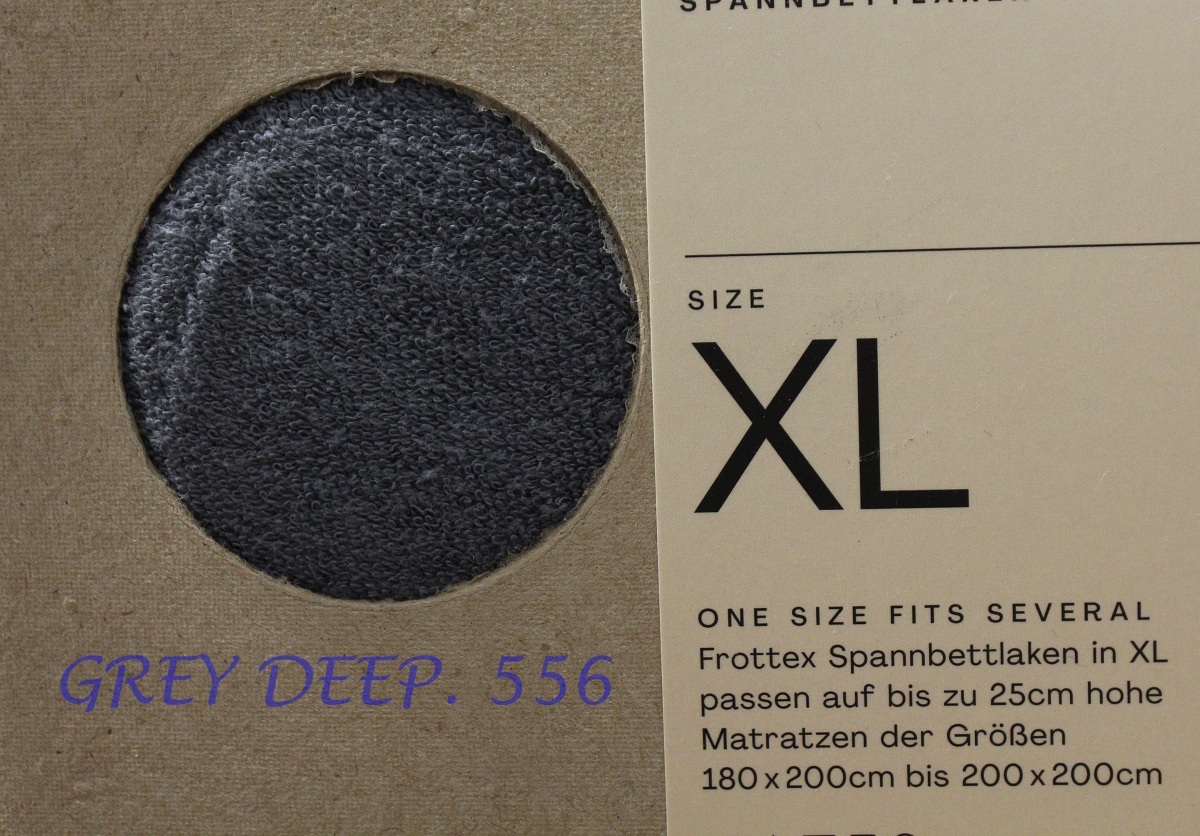 SPANNBETTLAKEN
SIZE
XL
ONE SIZE FITS SEVERAL
Frottex Spannbettlaken in XL
passen auf bis zu 25cm hohe
Matratzen der Größen
180x200cm bis 200x200cm
GREY DEEP. 556